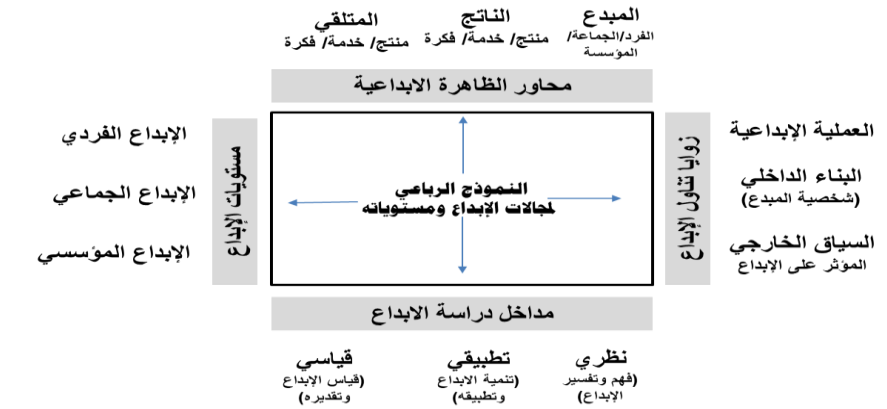 المبدع
الفرد/الجماعة/
المؤسسة
الناتج
منتج/ خدمة/ فكرة
المتلقي
منتج/ خدمة/ فكرة
محاور الظاهرة الابداعية
زوايا تناول الإبداع
العملية الإبداعية
البناء الداخلي
(شخصية المبدع)
السياق الخارجي
المؤثر على الإبداع
النموذج الرباعي
لمجالات الإبداع ومستوياته
مستويات الإبداع
الإبداع الفردي
الإبداع الجماعي
الإبداع المؤسسي
مداخل دراسة الابداع
نظري
(فهم وتفسير
الإبداع)
تطبيقي
(تنمية الابداع
وتطبيقه)
قياسي
(قياس الإبداع
وتقديره)